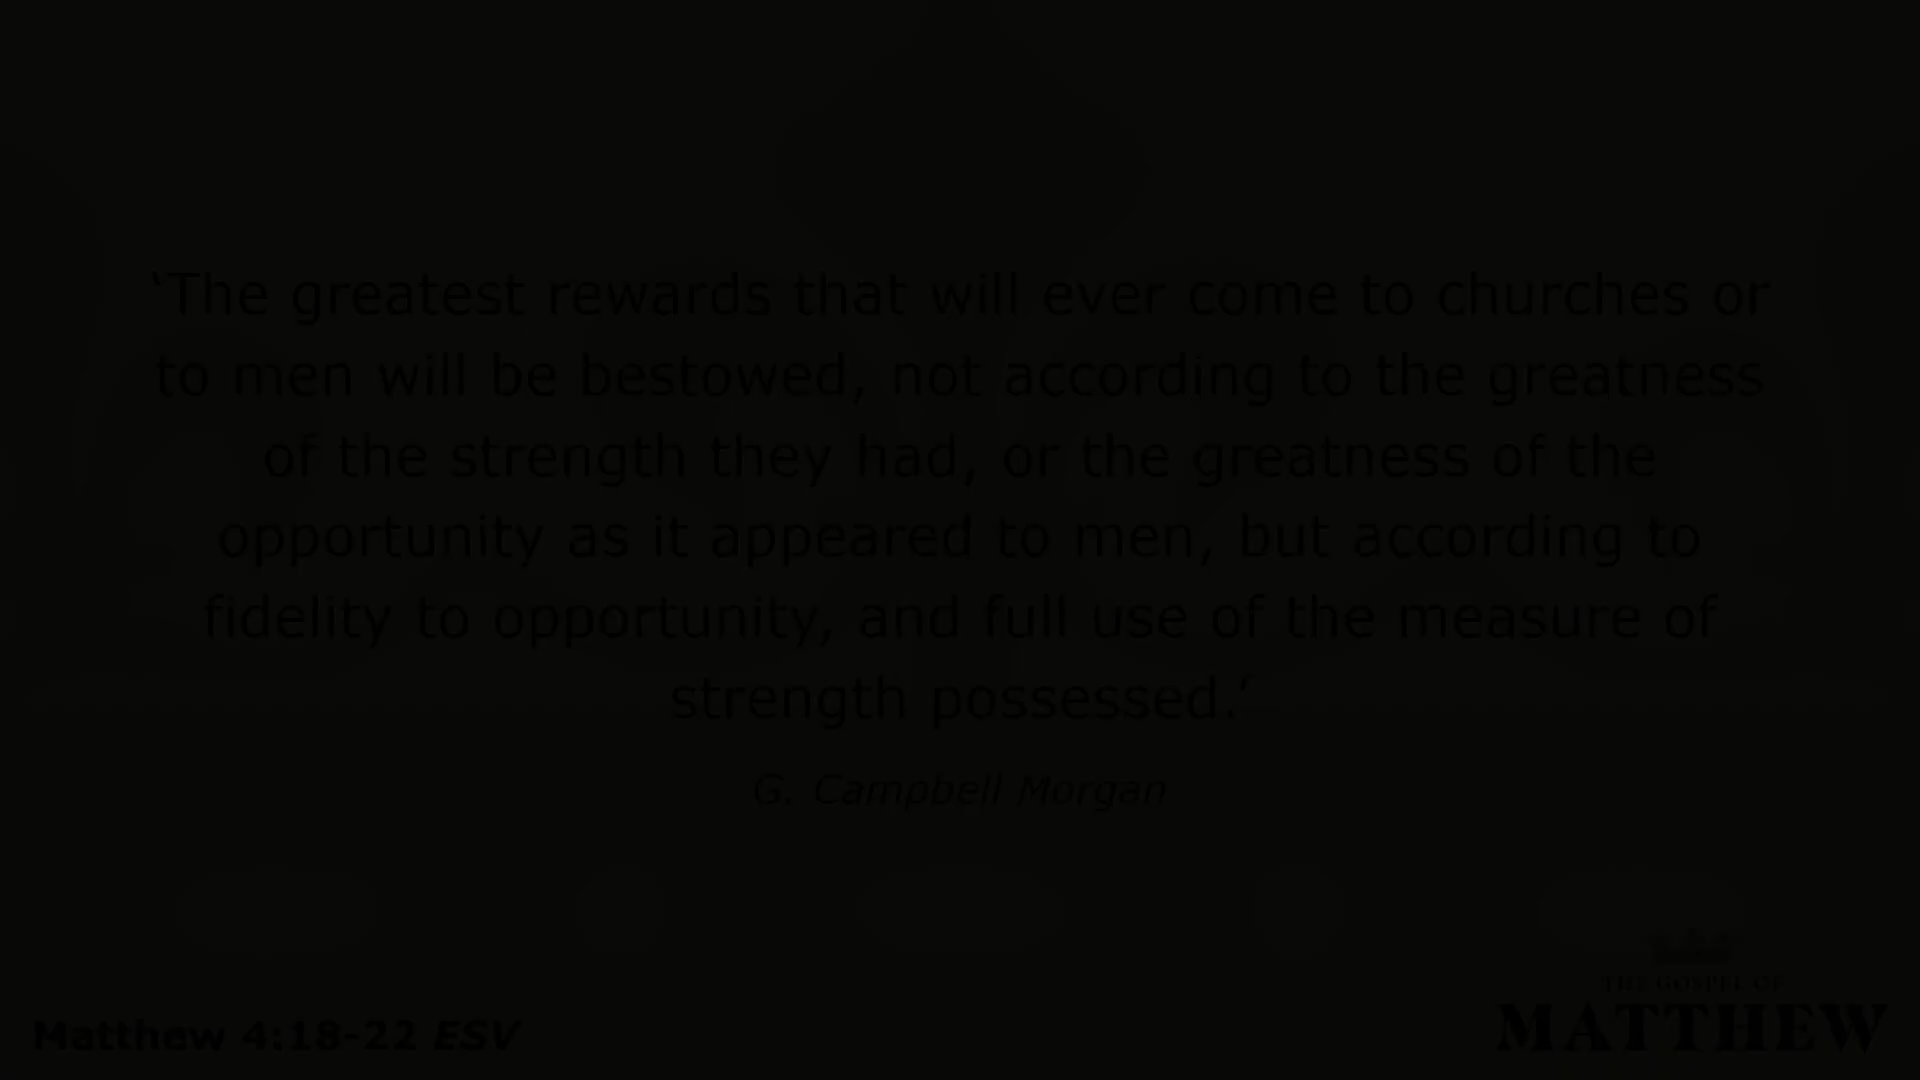 ‘The greatest rewards that will ever come to churches or
to men will be bestowed, not according to the greatness
of the strength they had, or the greatness of the
opportunity as it appeared to men, but according to
fidelity to opportunity, and full use of the measure of
strength possessed.’
G. Campbell Morgan
THE GOSPEL OF
MATTHEW
Matthew 4:18-22 ESV